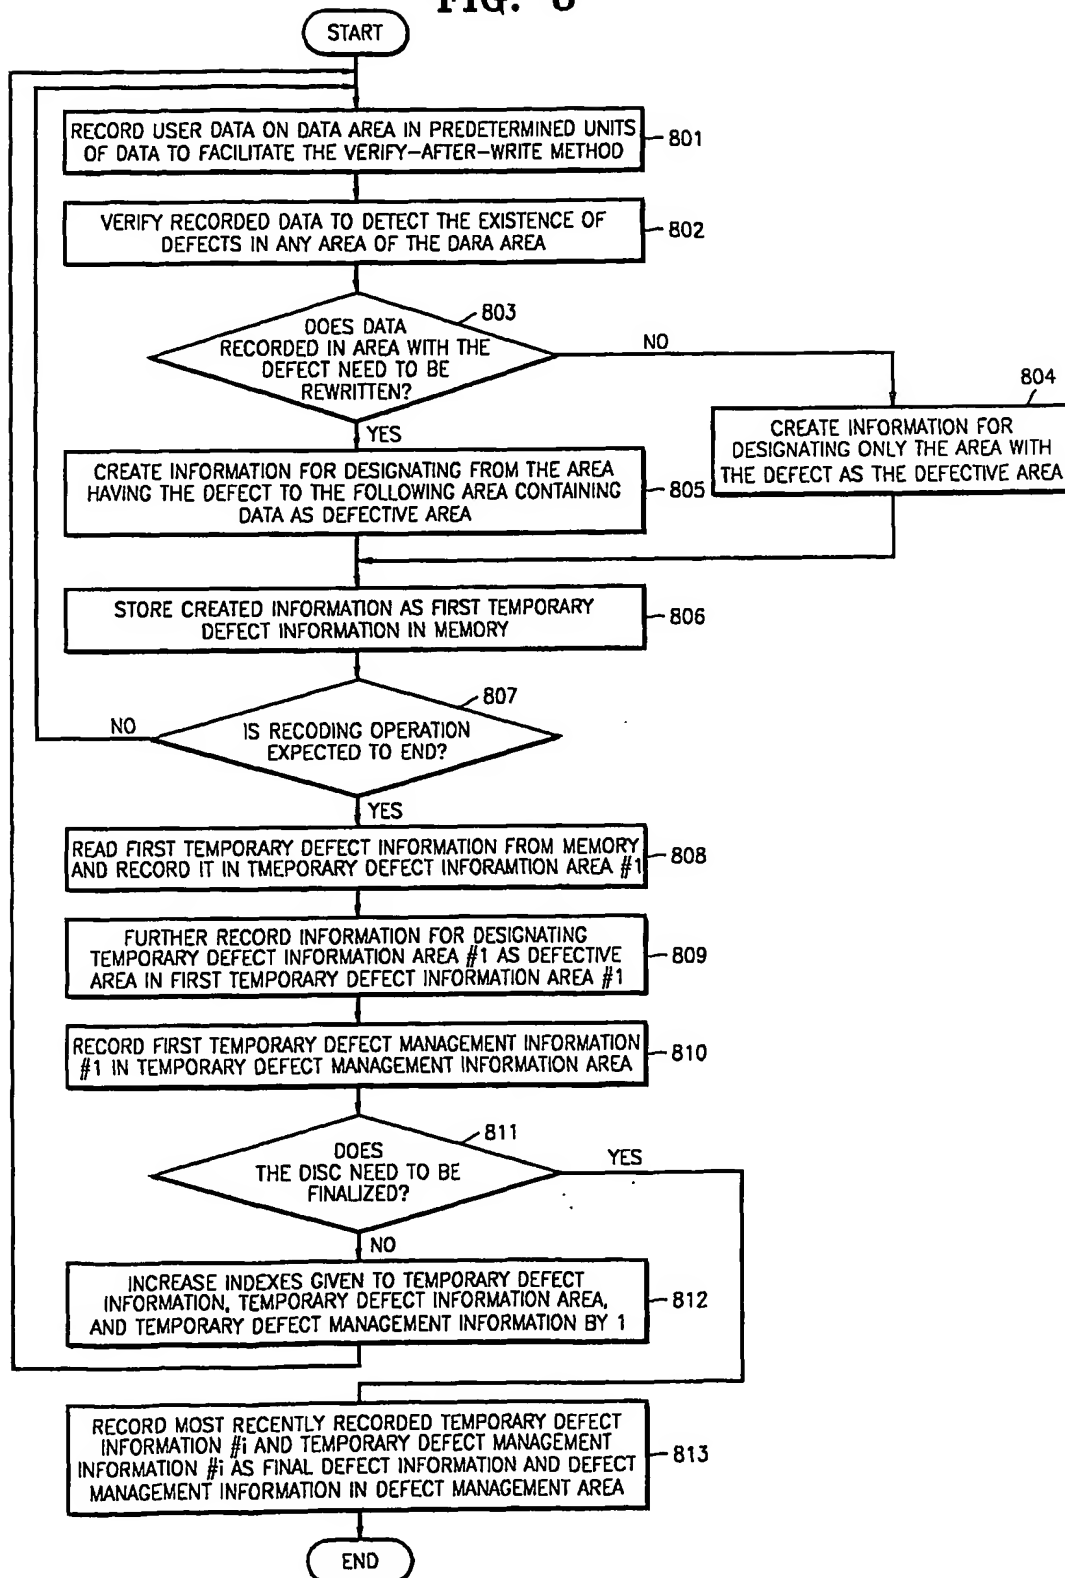 START
RECORD USER DATA ON DATA AREA IN PREDETERMINED UNITS
OF DATA TO FACILITATE THE VERIFY-AFTER-WRITE METHOD
801
VERIFY RECORDED DATA TO DETECT THE EXISTENCE OF
DEFECTS IN ANY AREA OF THE DARA AREA
802
803
DOES DATA
RECORDED IN AREA WITH THE
DEFECT NEED TO BE
REWRITTEN?
NO
YES
804
CREATE INFORMATION FOR
DESIGNATING ONLY THE AREA WITH
THE DEFECT AS THE DEFECTIVE AREA
CREATE INFORMATION FOR DESIGNATING FROM THE AREA
HAVING THE DEFECT TO THE FOLLOWING AREA CONTAINING
DATA AS DEFECTIVE AREA
805
STORE CREATED INFORMATION AS FIRST TEMPORARY
DEFECT INFORMATION IN MEMORY
806
807
IS RECODING OPERATION
EXPECTED TO END?
NO
YES
READ FIRST TEMPORARY DEFECT INFORMATION FROM MEMORY
AND RECORD IT IN TMEPORARY DEFECT INFORAMTION AREA #1
808
FURTHER RECORD INFORMATION FOR DESIGNATING
TEMPORARY DEFECT INFORMATION AREA #1 AS DEFECTIVE
AREA IN FIRST TEMPORARY DEFECT INFORMATION AREA #1
809
RECORD FIRST TEMPORARY DEFECT MANAGEMENT INFORMATION
#1 IN TEMPORARY DEFECT MANAGEMENT INFORMATION AREA
810
811
DOES
THE DISC NEED TO BE
FINALIZED?
YES
NO
INCREASE INDEXES GIVEN TO TEMPORARY DEFECT
INFORMATION, TEMPORARY DEFECT INFORMATION AREA,
AND TEMPORARY DEFECT MANAGEMENT INFORMATION BY 1
812
RECORD MOST RECENTLY RECORDED TEMPORARY DEFECT
INFORMATION #i AND TEMPORARY DEFECT MANAGEMENT
INFORMATION #i AS FINAL DEFECT INFORMATION AND DEFECT
MANAGEMENT INFORMATION IN DEFECT MANAGEMENT AREA
813
END